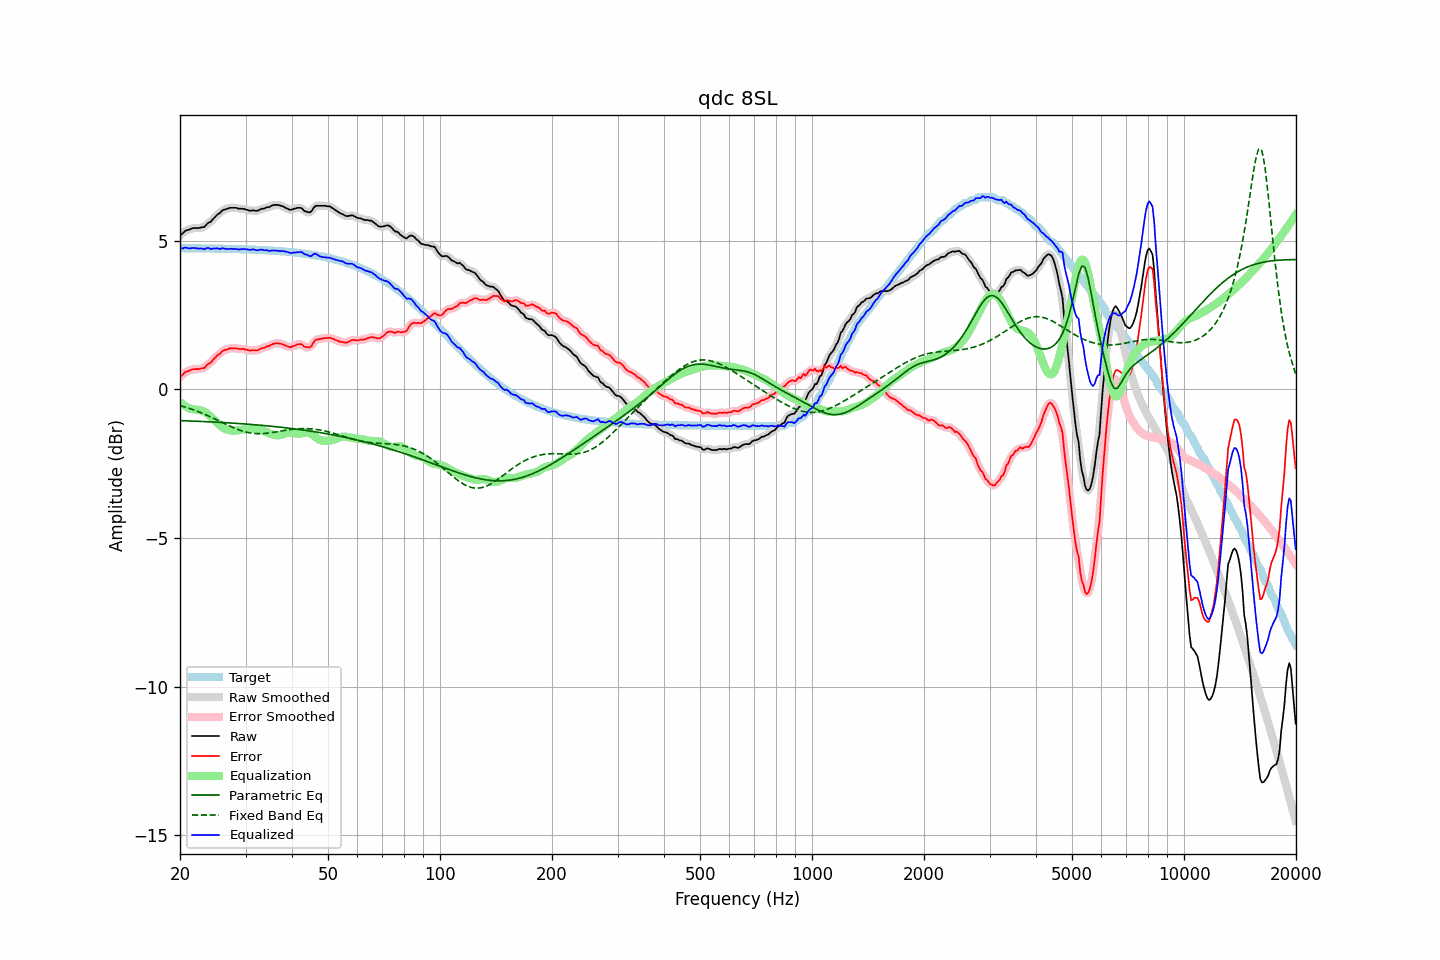 qdc 8SL
Amplitude (dBr)
5
0
−5
−10
−15
Target
Raw Smoothed
Error Smoothed
Raw
Error
Equalization
Parametric Eq
Fixed Band Eq
Equalized
20 50 100 200 500 1000 2000 5000 10000 20000
Frequency (Hz)